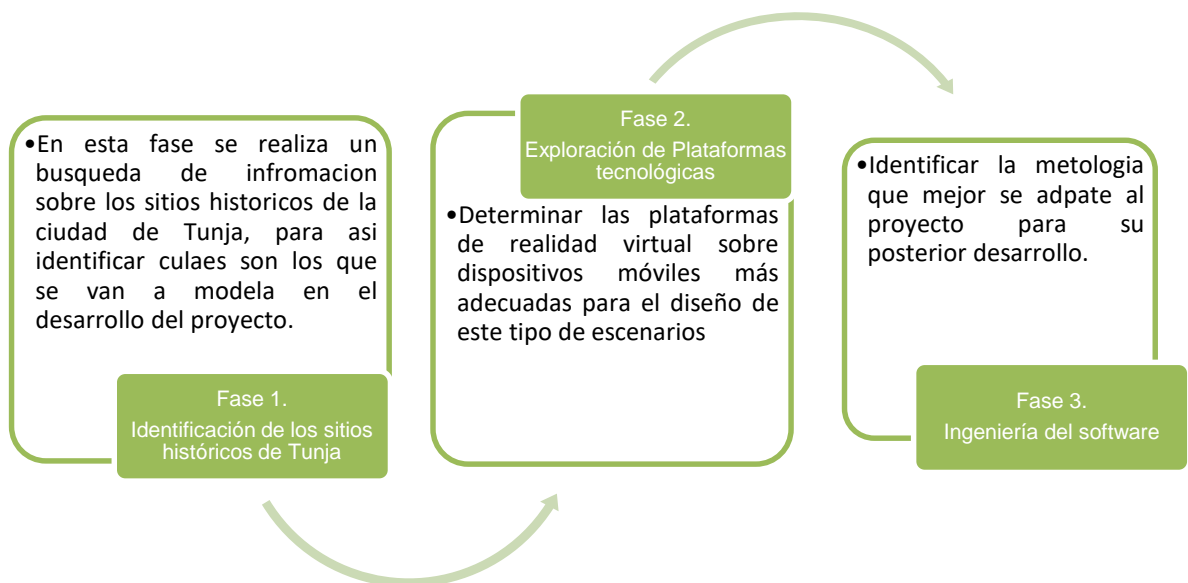 •En esta fase se realiza un
busqueda de infromacion
sobre los sitios historicos de la
ciudad de Tunja, para asi
identificar culaes son los que
se van a modela en el
desarrollo del proyecto.
Fase 1.
Identificación de los sitios
históricos de Tunja
Fase 2.
Exploración de Plataformas
tecnológicas
•Determinar las plataformas
de realidad virtual sobre
dispositivos móviles más
adecuadas para el diseño de
este tipo de escenarios
•Identificar la metologia
que mejor se adpate al
proyecto para su
posterior desarrollo.
Fase 3.
Ingeniería del software